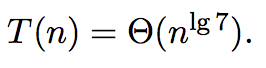 T(n) = Θ(n^{lg 7}).